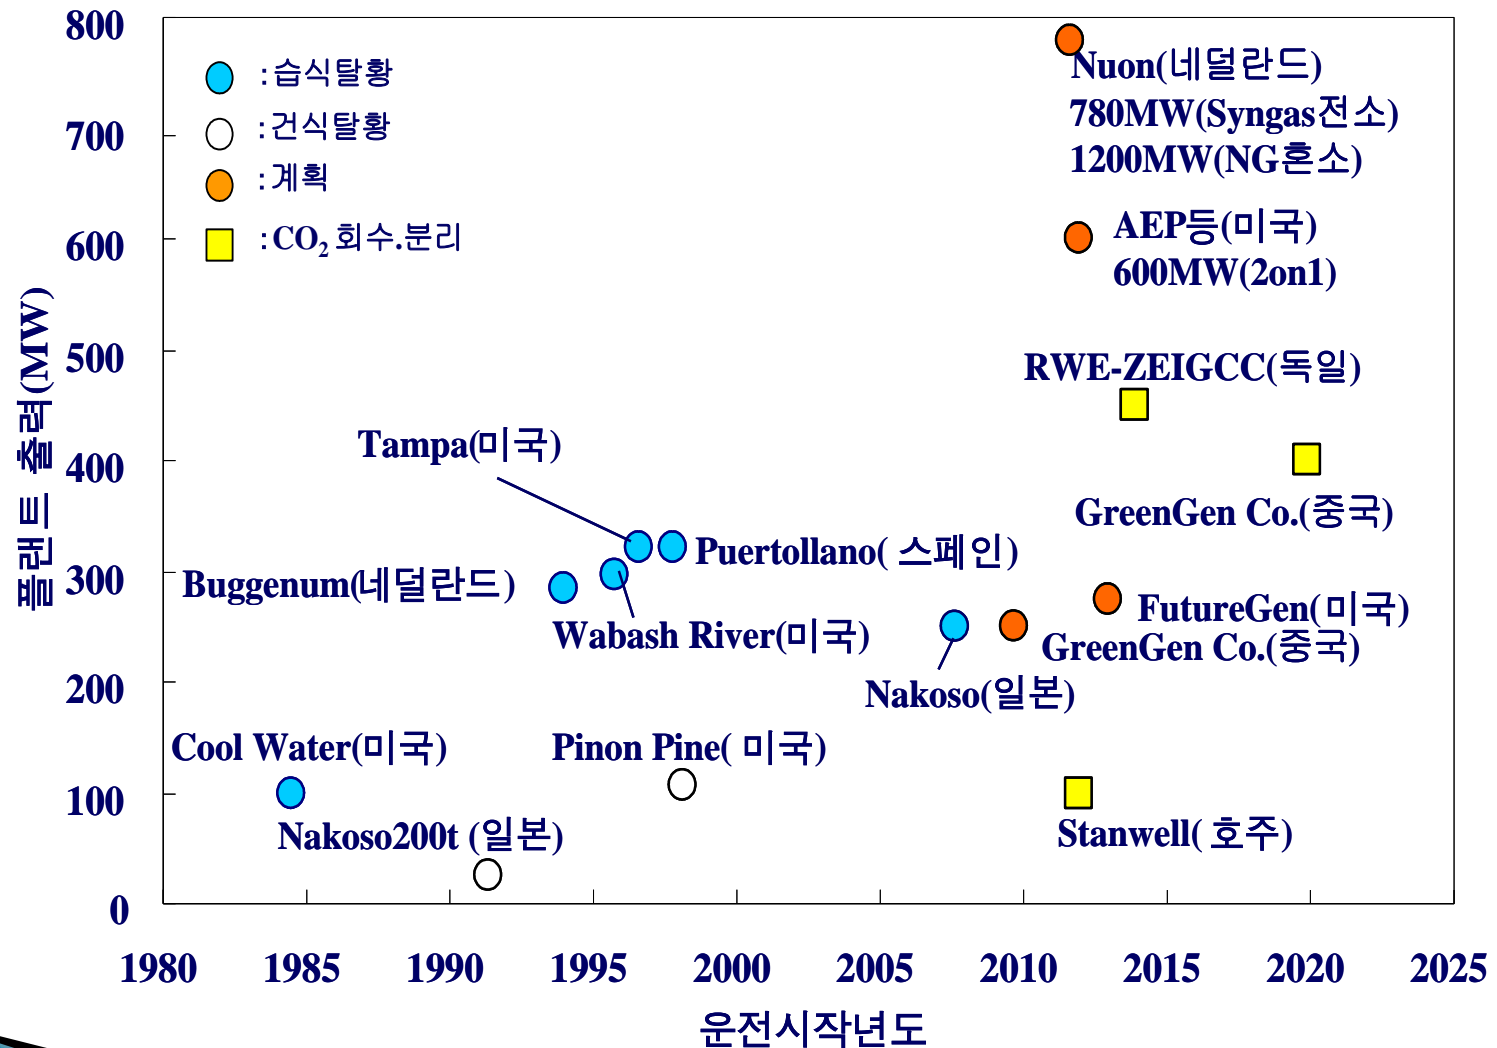 800
700
600
500
400
300
200
100
0
플랜트 출력(MW)
:습식탈황
:건식탈황
:계획
:CO₂ 회수.분리
Nuon(네덜란드)
780MW(Syngas전소)
1200MW(NG혼소)
AEP등(미국)
600MW(2on1)
RWE-ZEIGCC(독일)
Tampa(미국)
GreenGen Co.(중국)
Puertollano( 스페인)
Buggenum(네덜란드)
Wabash River(미국)
FutureGen(미국)
GreenGen Co.(중국)
Nakoso(일본)
Cool Water(미국)
Pinon Pine( 미국)
Nakoso200t (일본)
Stanwell( 호주)
1980 1985 1990 1995 2000 2005 2010 2015 2020 2025
운전시작년도